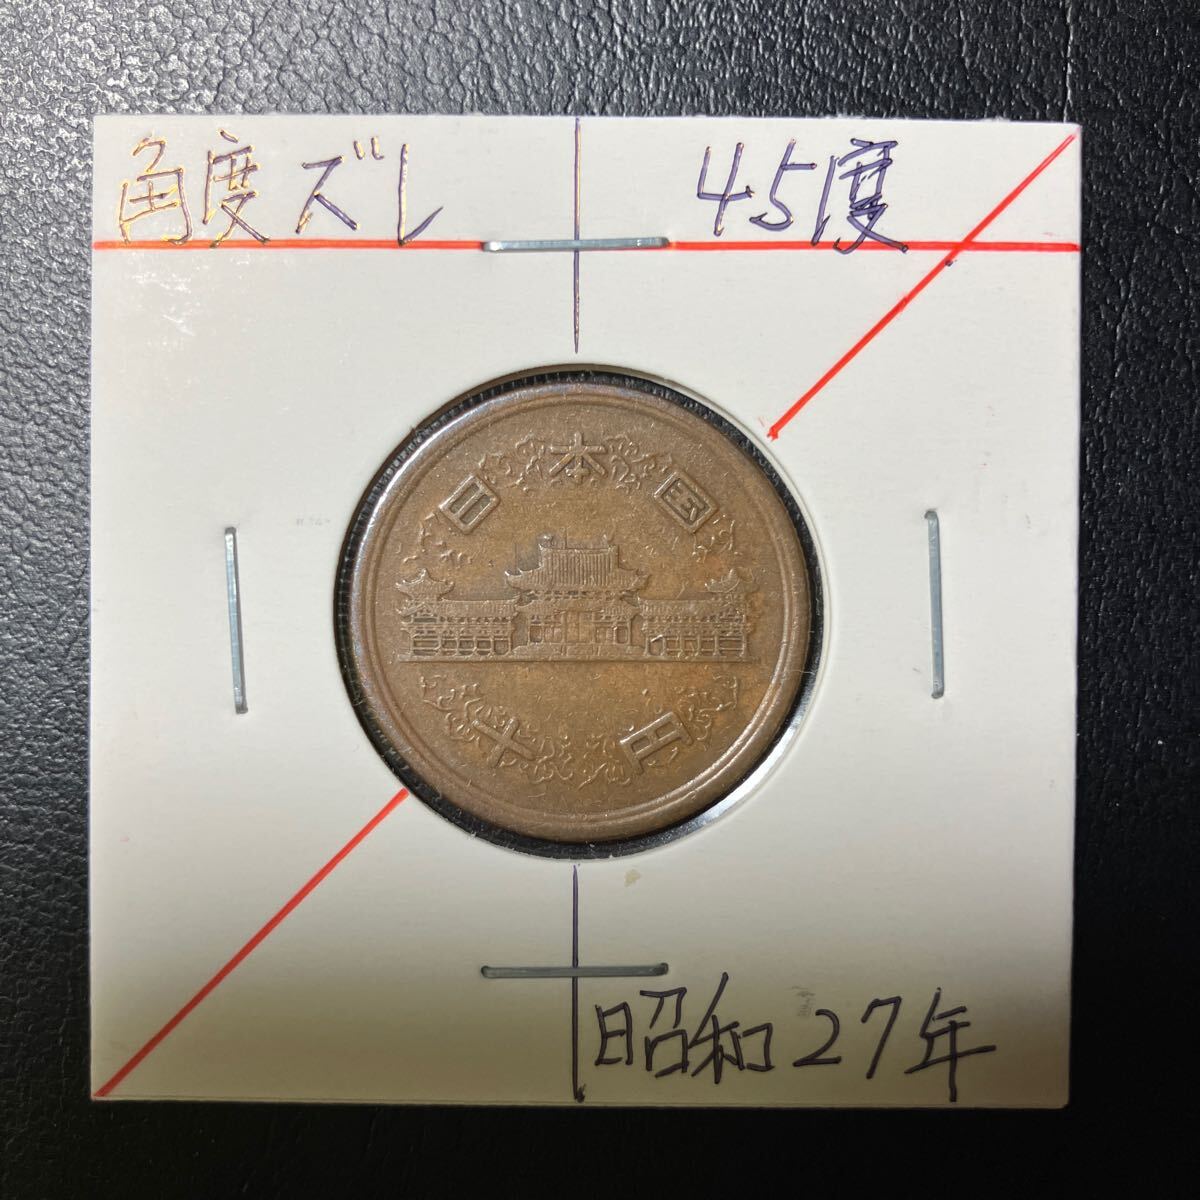 角度ズレ 45度
日本国
十円
昭和27年